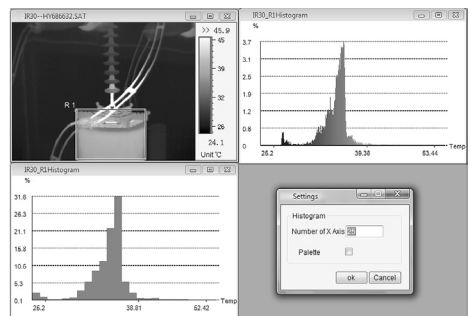 IR30--HY686632.SAT
>> 45.9
45
39
32
26
24.1
Unit°C
R 1
IR30_R1Histogram
%
3.7
3.1
2.5
1.8
1.2
0.6
0
26.2
39.30
63.44
Temp
IR30_R1Histogram
%
31.6
26.3
21.1
15.8
10.6
5.3
0.1
26.2
38.81
62.42
Temp
Settings
Histogram
Number of X Axis
Palette
ok
Cancel